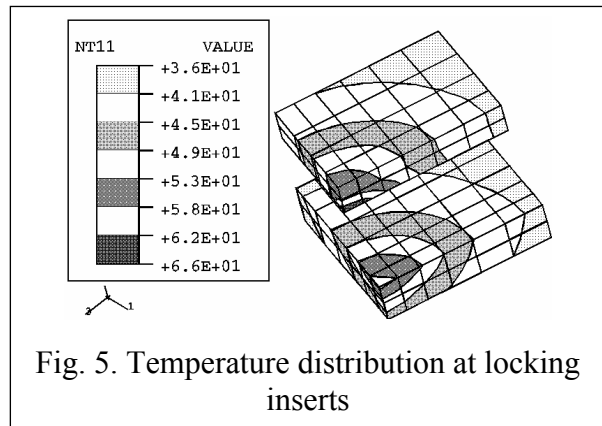 NT11 VALUE
+3.6E+01
+4.1E+01
+4.5E+01
+4.9E+01
+5.3E+01
+5.8E+01
+6.2E+01
+6.6E+01
2 1
Fig. 5. Temperature distribution at locking
inserts